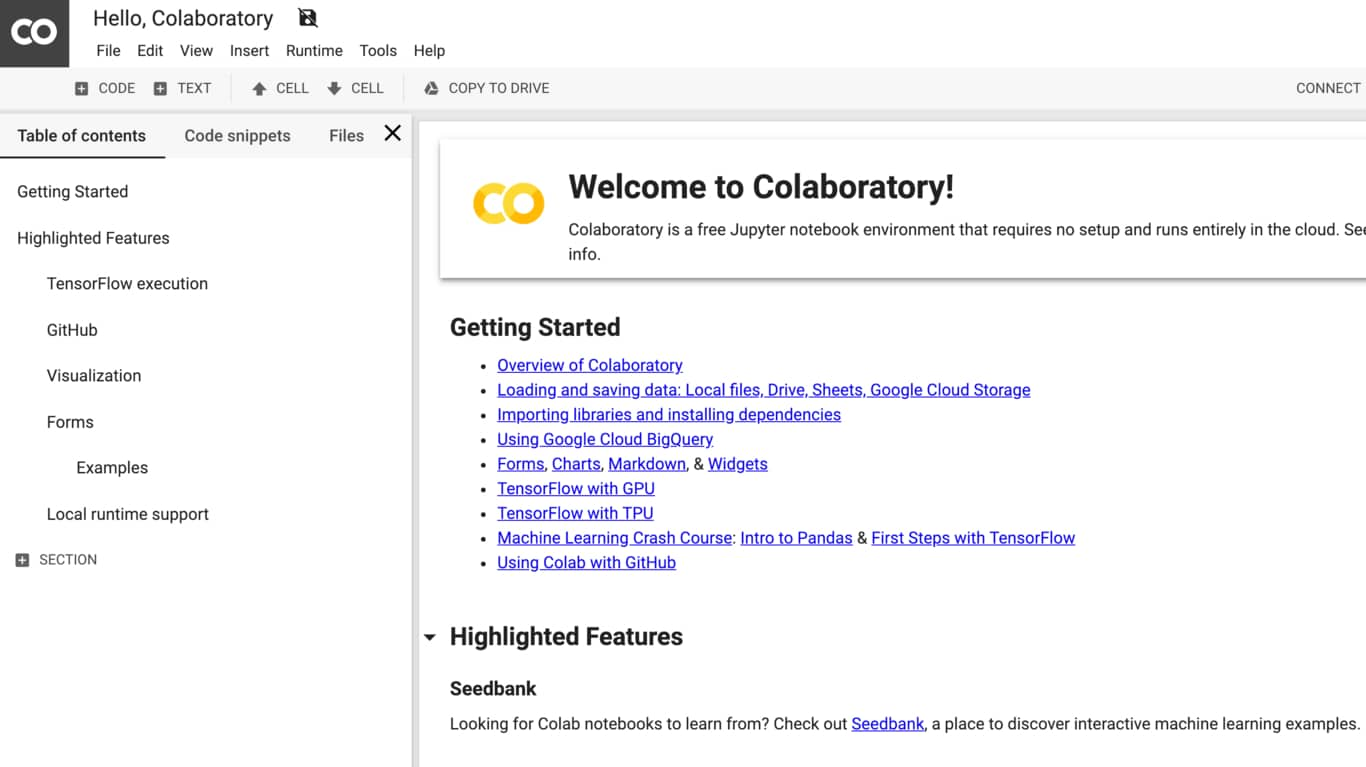 CO
Hello, Colaboratory
File Edit View Insert Runtime Tools Help
CODE TEXT CELL CELL COPY TO DRIVE CONNECT
Table of contents Code snippets Files
Getting Started
Highlighted Features
TensorFlow execution
GitHub
Visualization
Forms
Examples
Local runtime support
SECTION
CO
Welcome to Colaboratory!
Colaboratory is a free Jupyter notebook environment that requires no setup and runs entirely in the cloud. See
info.
Getting Started
Overview of Colaboratory
Loading and saving data: Local files, Drive, Sheets, Google Cloud Storage
Importing libraries and installing dependencies
Using Google Cloud BigQuery
Forms, Charts, Markdown, & Widgets
TensorFlow with GPU
TensorFlow with TPU
Machine Learning Crash Course: Intro to Pandas & First Steps with TensorFlow
Using Colab with GitHub
Highlighted Features
Seedbank
Looking for Colab notebooks to learn from? Check out Seedbank, a place to discover interactive machine learning examples.